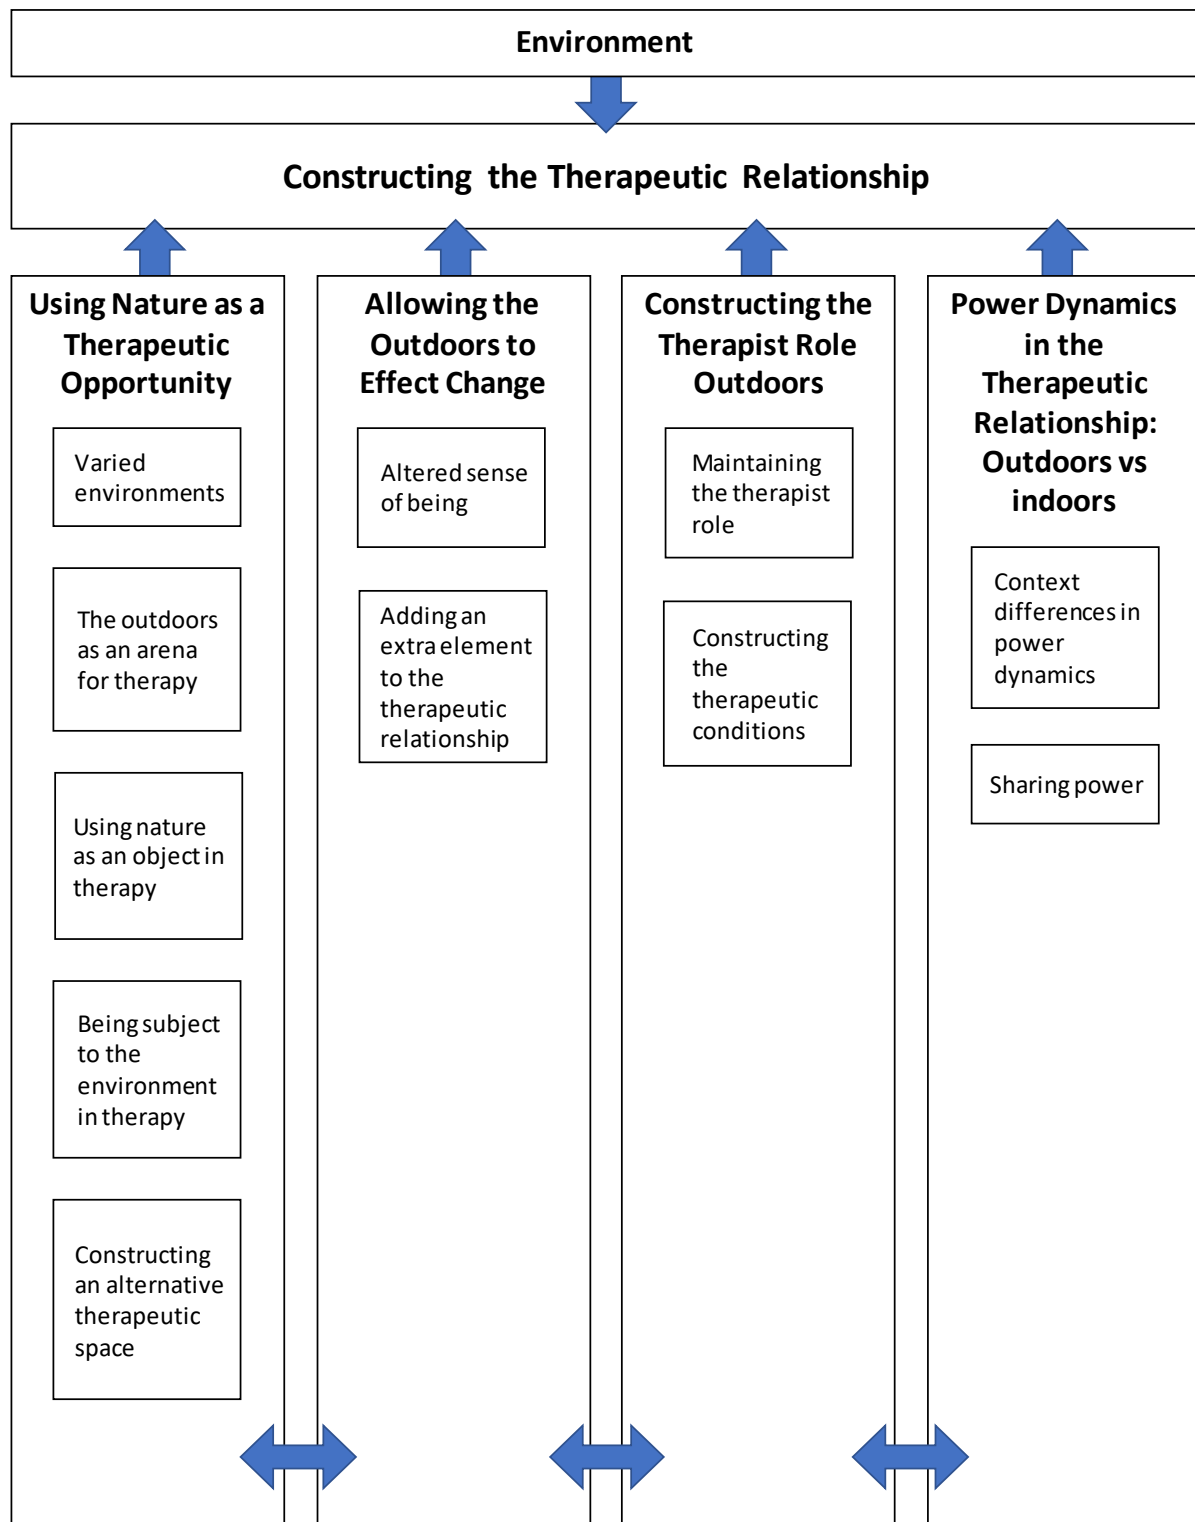 Environment
Constructing the Therapeutic Relationship
Using Nature as a
Therapeutic
Opportunity
Varied
environments
The outdoors
as an arena
for therapy
Using nature
as an object in
therapy
Being subject
to the
environment
in therapy
Constructing
an alternative
therapeutic
space
Allowing the
Outdoors to
Effect Change
Altered sense
of being
Adding an
extra element
to the
therapeutic
relationship
Constructing the
Therapist Role
Outdoors
Maintaining
the therapist
role
Constructing
the
therapeutic
conditions
Power Dynamics
in the
Therapeutic
Relationship:
Outdoors vs
indoors
Context
differences in
power
dynamics
Sharing power